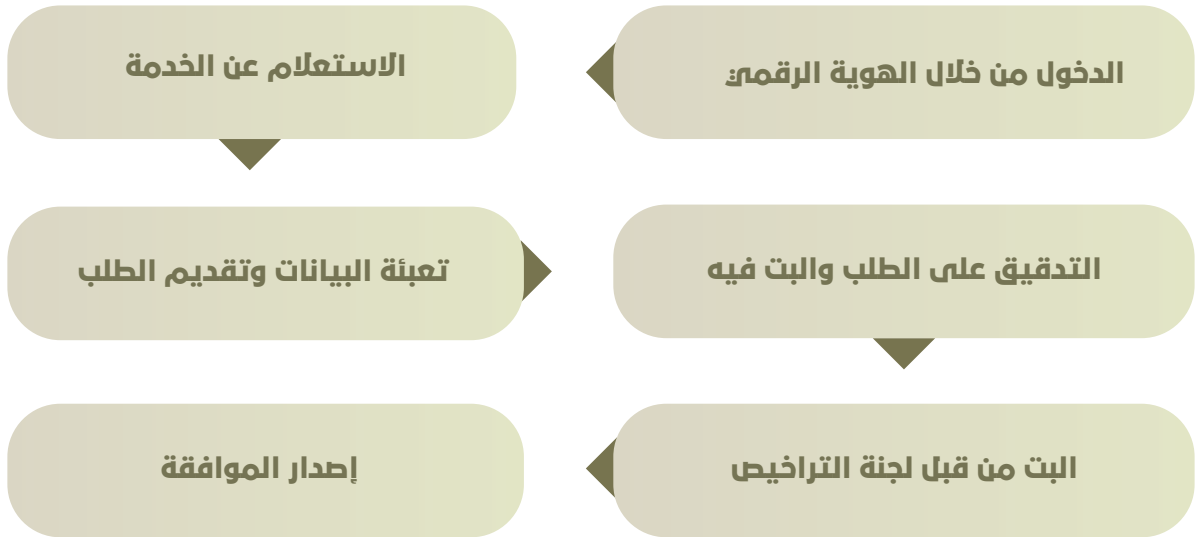 الدخول من خلال الهوية الرقمي
الاستعلام عن الخدمة
تعبئة البيانات وتقديم الطلب
التدقيق على الطلب والبت فيه
البت من قبل لجنة التراخيص
إصدار الموافقة